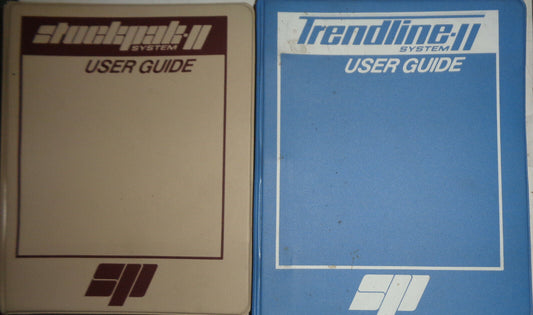 Stockpak-II
SYSTEM
USER GUIDE
sp
Trendline-II
SYSTEM
USER GUIDE
sp